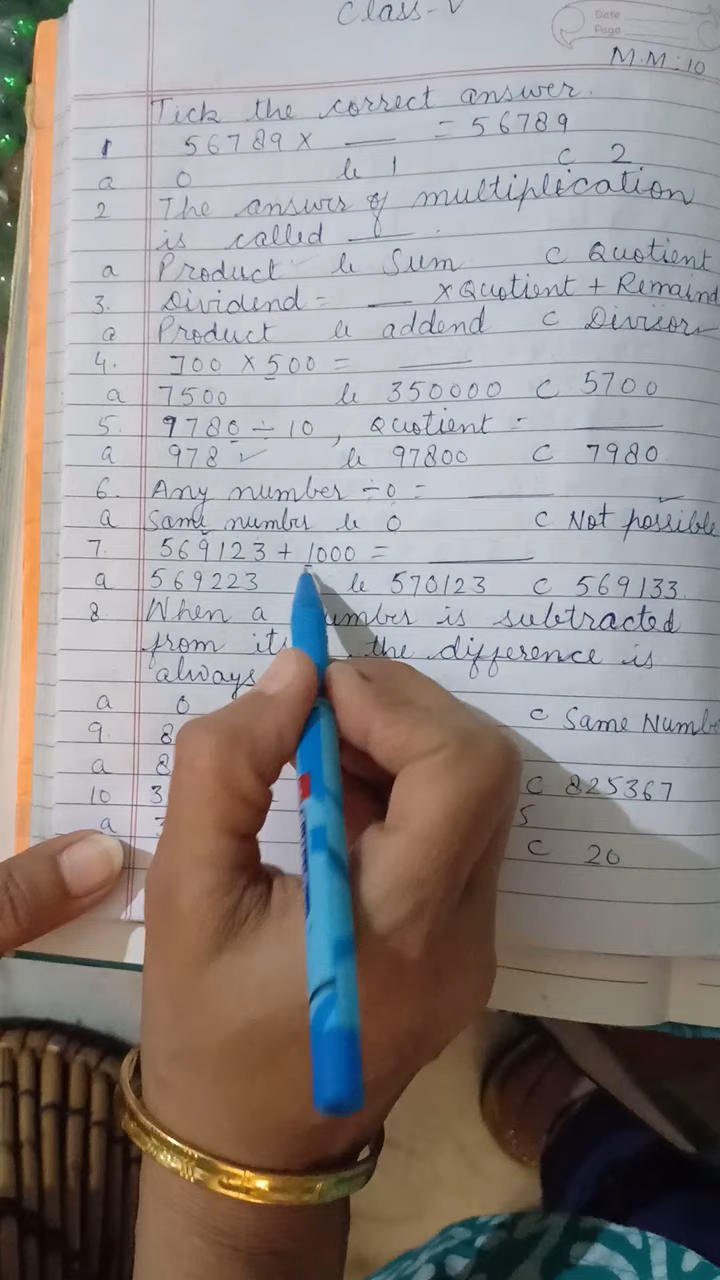 Class-V
Date
Page
M.M:10
Tick the correct answer.
1 56789 × ___ = 56789
a 0 b 1 c 2
2 The answer of multiplication
is called ___.
a Product b Sum c Quotient
3. Dividend = ___ × Quotient + Remaind
a Product b addend c Divisor
4. 700 × 500 = ___
a 7500 b 350000 c 5700
5. 9780 ÷ 10, Quotient = ___
a 978 ✓ b 97800 c 7980
6. Any number ÷ 0 = ___
a Same number b 0 c Not possible ✓
7. 569123 + 1000 = ___
a 569223 b 570123 c 569133
8. When a number is subtracted
from the difference is
always
a 0 c Same Numb
9. 8
a 8 c 825367
10 3 5
a c 20